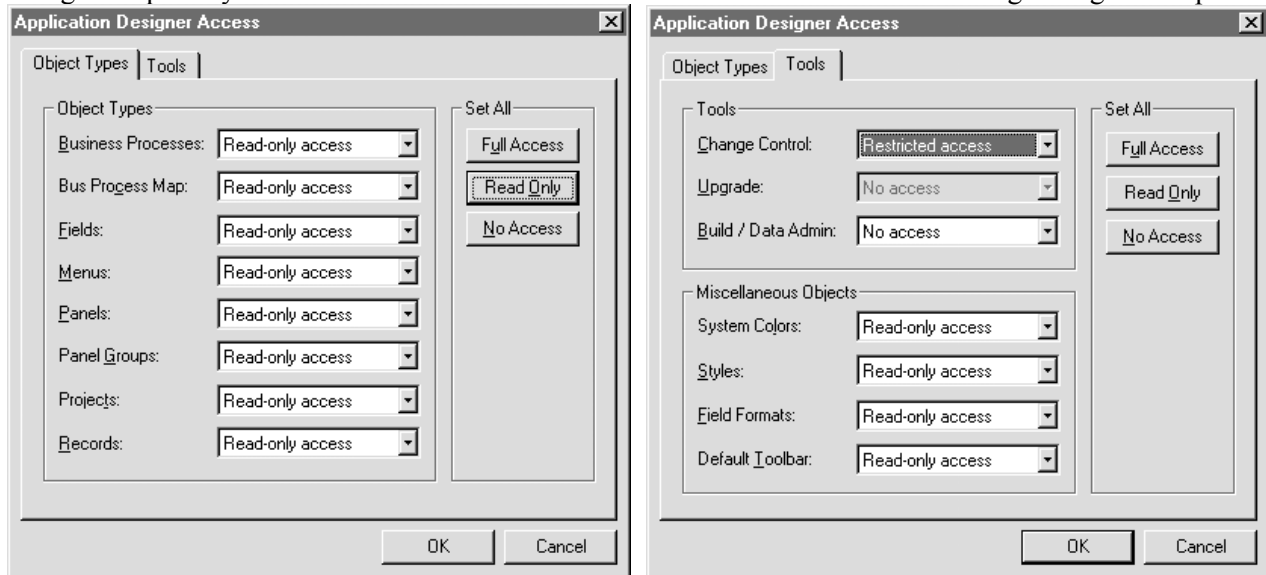 Application Designer Access
Object Types Tools
Object Types
Business Processes: Read-only access
Bus Process Map: Read-only access
Fields: Read-only access
Menus: Read-only access
Panels: Read-only access
Panel Groups: Read-only access
Projects: Read-only access
Records: Read-only access
Set All
Full Access
Read Only
No Access
OK Cancel
Application Designer Access
Object Types Tools
Tools
Change Control: Restricted access
Upgrade: No access
Build / Data Admin: No access
Miscellaneous Objects
System Colors: Read-only access
Styles: Read-only access
Field Formats: Read-only access
Default Toolbar: Read-only access
Set All
Full Access
Read Only
No Access
OK Cancel